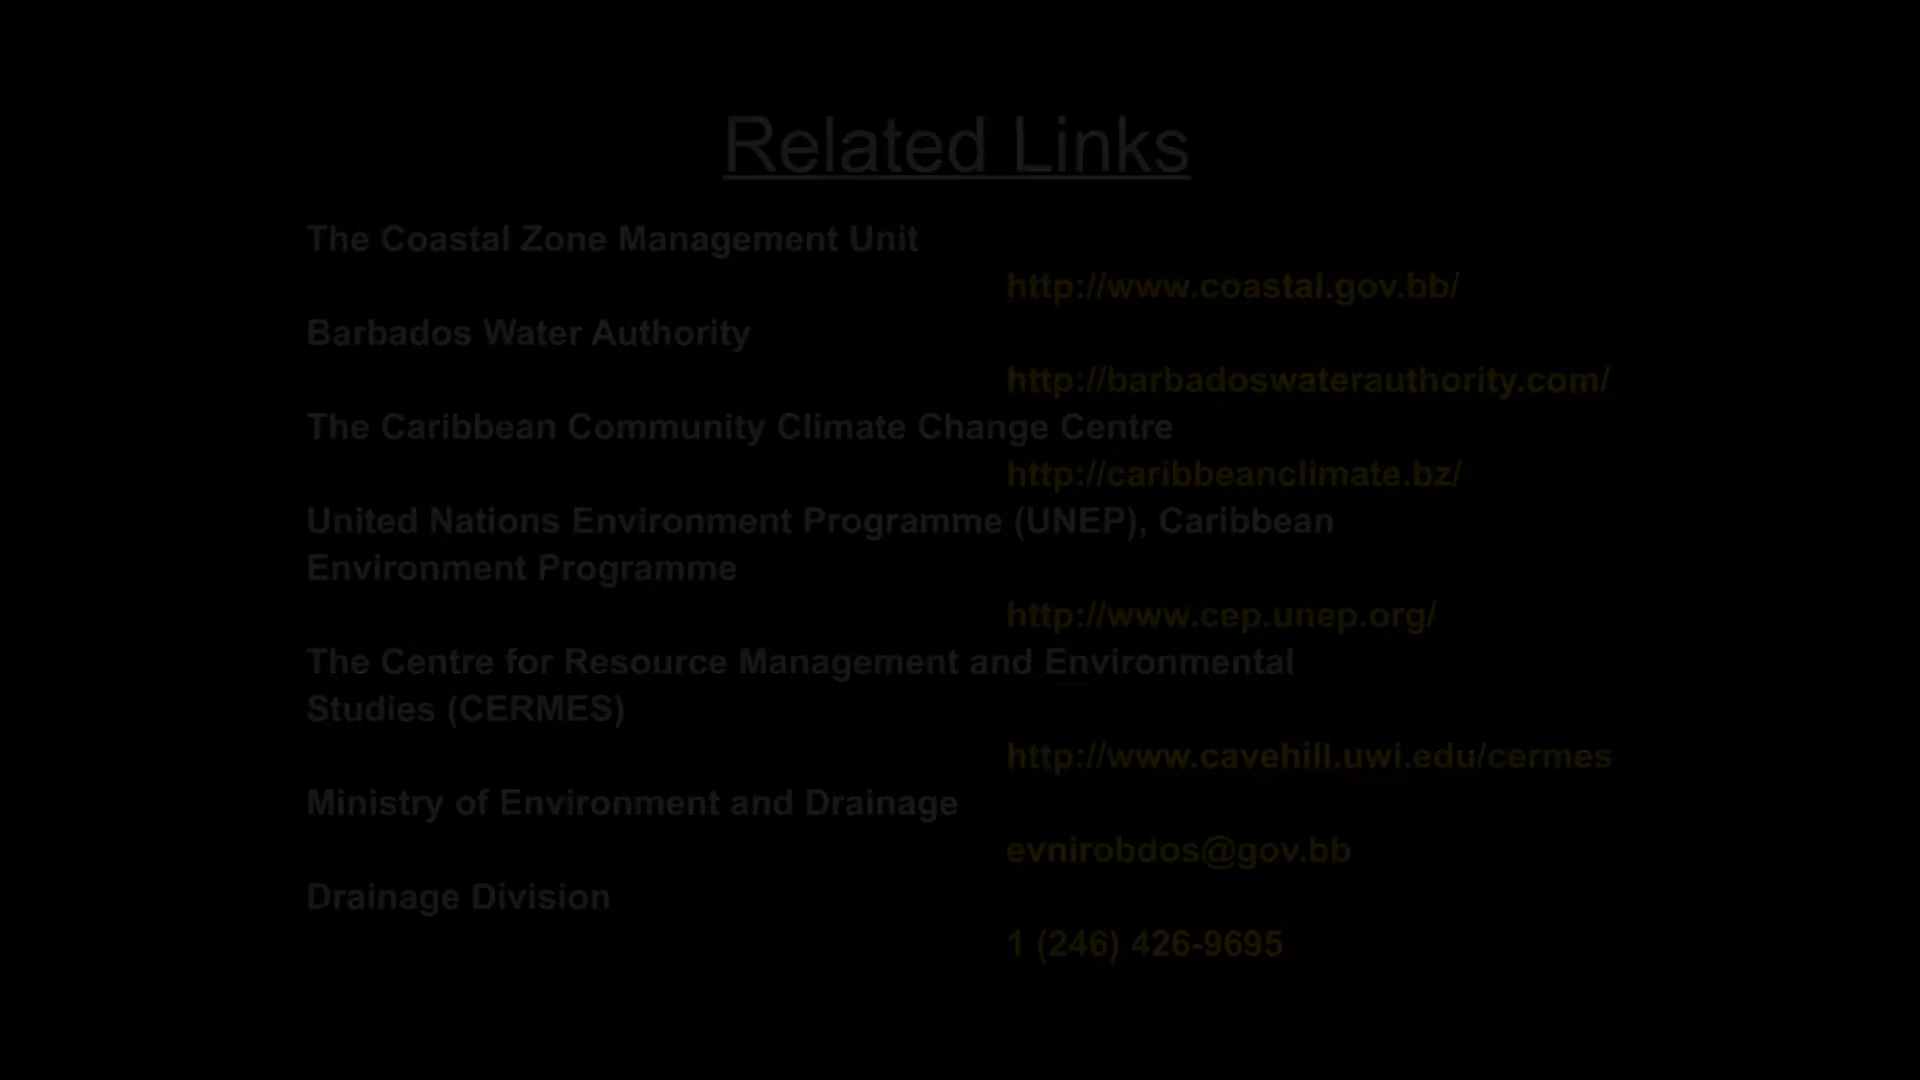 Related Links
The Coastal Zone Management Unit
http://www.coastal.gov.bb/
Barbados Water Authority
http://barbadoswaterauthority.com/
The Caribbean Community Climate Change Centre
http://caribbeanclimate.bz/
United Nations Environment Programme (UNEP), Caribbean
Environment Programme
http://www.cep.unep.org/
The Centre for Resource Management and Environmental
Studies (CERMES)
http://www.cavehill.uwi.edu/cermes
Ministry of Environment and Drainage
evnirobdos@gov.bb
Drainage Division
1 (246) 426-9695